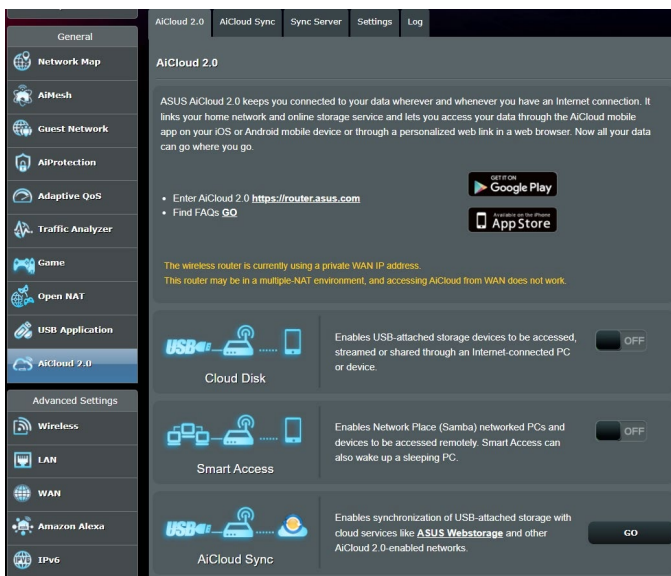 General
Network Map
AiMesh
Guest Network
AiProtection
Adaptive QoS
Traffic Analyzer
Game
Open NAT
USB Application
AiCloud 2.0
Advanced Settings
Wireless
LAN
WAN
Amazon Alexa
IPv6
AiCloud 2.0 AiCloud Sync Sync Server Settings Log
AiCloud 2.0
ASUS AiCloud 2.0 keeps you connected to your data wherever and whenever you have an Internet connection. It
links your home network and online storage service and lets you access your data through the AiCloud mobile
app on your iOS or Android mobile device or through a personalized web link in a web browser. Now all your data
can go where you go.
• Enter AiCloud 2.0 https://router.asus.com
• Find FAQs GO
GET IT ON
Google Play
Available on the iPhone
App Store
The wireless router is currently using a private WAN IP address.
This router may be in a multiple-NAT environment, and accessing AiCloud from WAN does not work.
USB
Cloud Disk
Enables USB-attached storage devices to be accessed,
streamed or shared through an Internet-connected PC
or device.
OFF
Smart Access
Enables Network Place (Samba) networked PCs and
devices to be accessed remotely. Smart Access can
also wake up a sleeping PC.
OFF
USB
AiCloud Sync
Enables synchronization of USB-attached storage with
cloud services like ASUS Webstorage and other
AiCloud 2.0-enabled networks.
GO